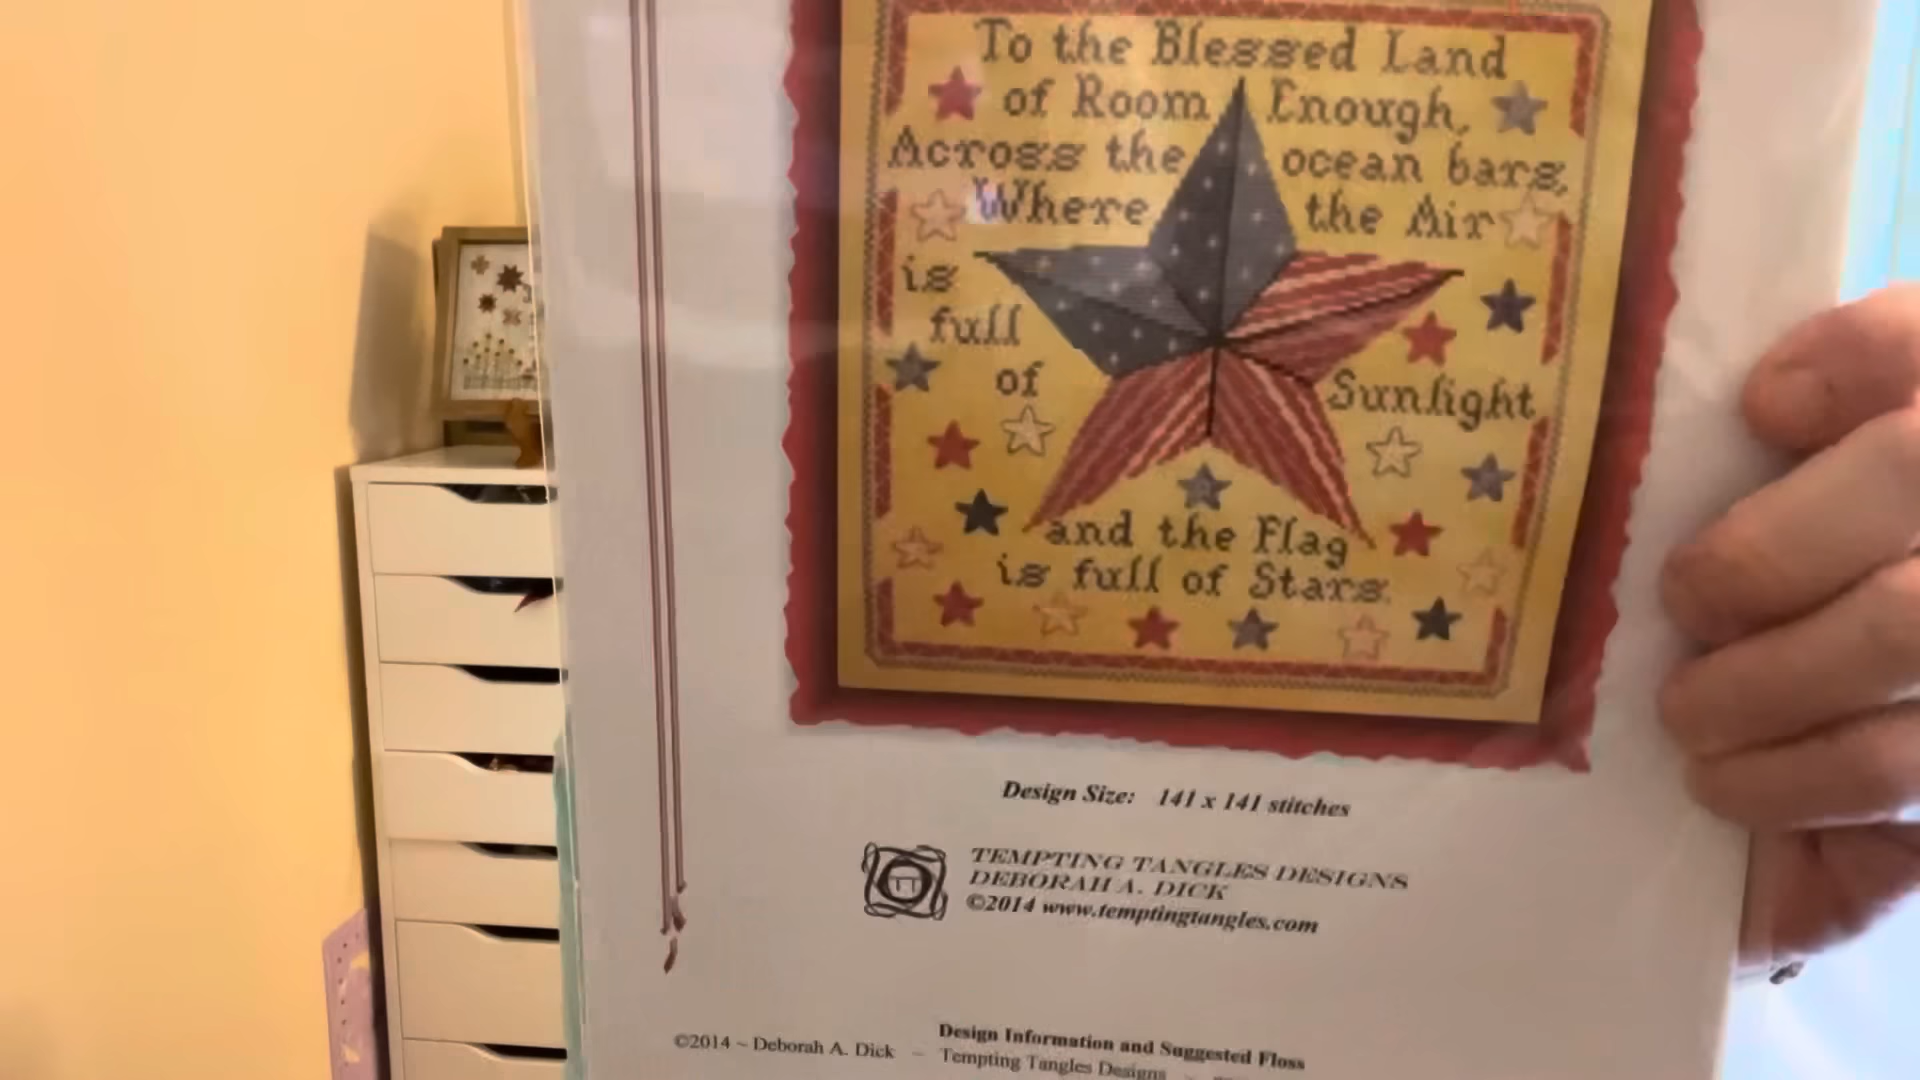 To the Blessed Land
of Room Enough,
Across the ocean bars,
Where the Air
is
full
of Sunlight
and the Flag
is full of Stars.
Design Size: 141 x 141 stitches
TT
TEMPTING TANGLES DESIGNS
DEBORAH A. DICK
©2014 www.temptingtangles.com
Design Information and Suggested Floss
©2014 ~ Deborah A. Dick – Tempting Tangles Designs